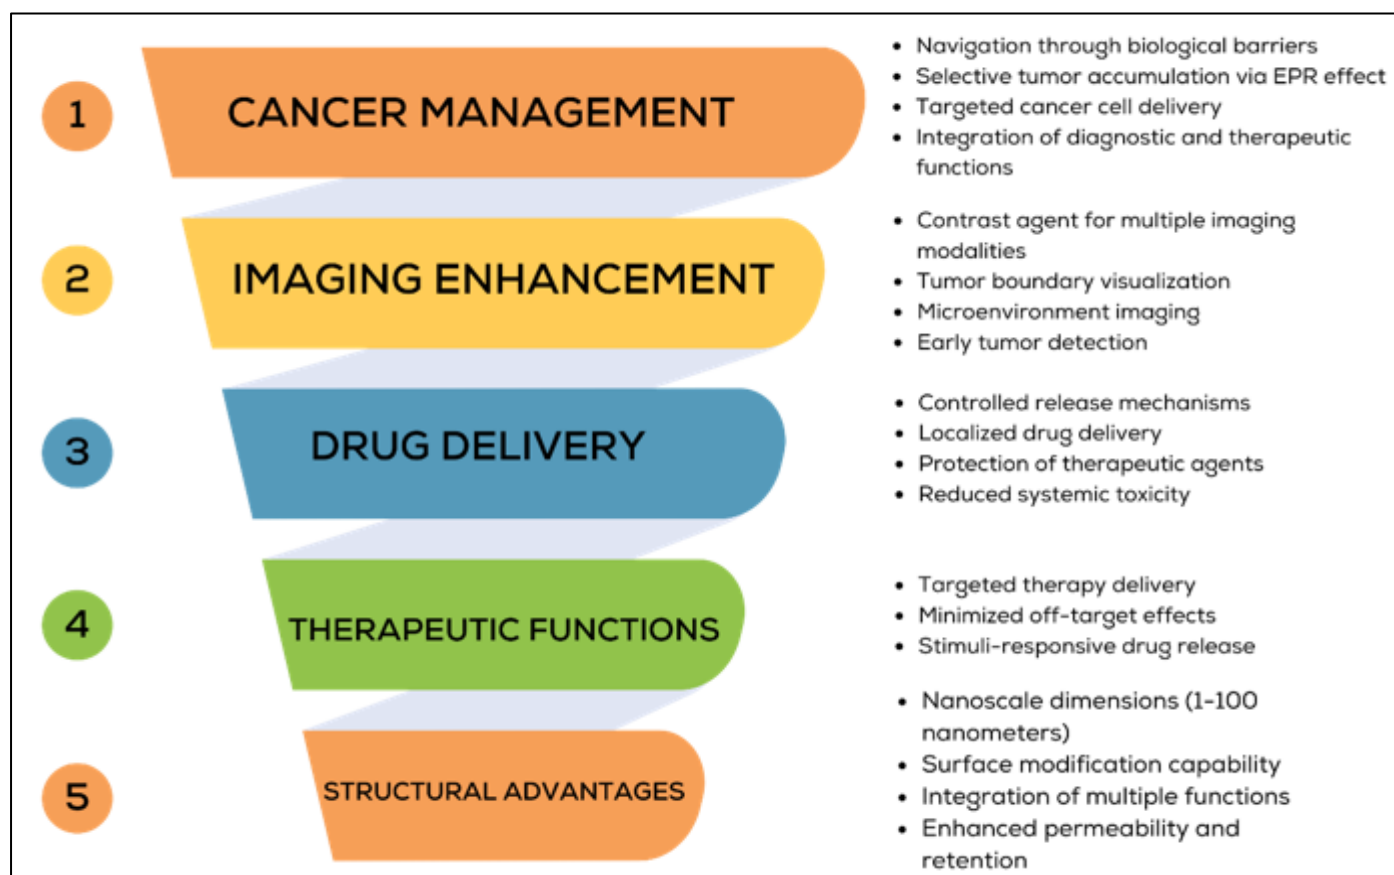 1
CANCER MANAGEMENT
• Navigation through biological barriers
• Selective tumor accumulation via EPR effect
• Targeted cancer cell delivery
• Integration of diagnostic and therapeutic
functions
2
IMAGING ENHANCEMENT
• Contrast agent for multiple imaging
modalities
• Tumor boundary visualization
• Microenvironment imaging
• Early tumor detection
3
DRUG DELIVERY
• Controlled release mechanisms
• Localized drug delivery
• Protection of therapeutic agents
• Reduced systemic toxicity
4
THERAPEUTIC FUNCTIONS
• Targeted therapy delivery
• Minimized off-target effects
• Stimuli-responsive drug release
5
STRUCTURAL ADVANTAGES
• Nanoscale dimensions (1-100
nanometers)
• Surface modification capability
• Integration of multiple functions
• Enhanced permeability and
retention